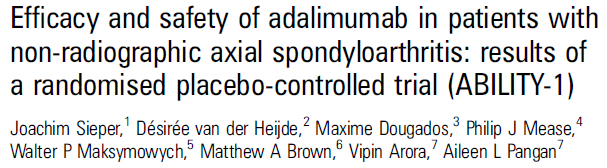 Efficacy and safety of adalimumab in patients with
non-radiographic axial spondyloarthritis: results of
a randomised placebo-controlled trial (ABILITY-1)
Joachim Sieper,1 Désirée van der Heijde,2 Maxime Dougados,3 Philip J Mease,4
Walter P Maksymowych,5 Matthew A Brown,6 Vipin Arora,7 Aileen L Pangan7